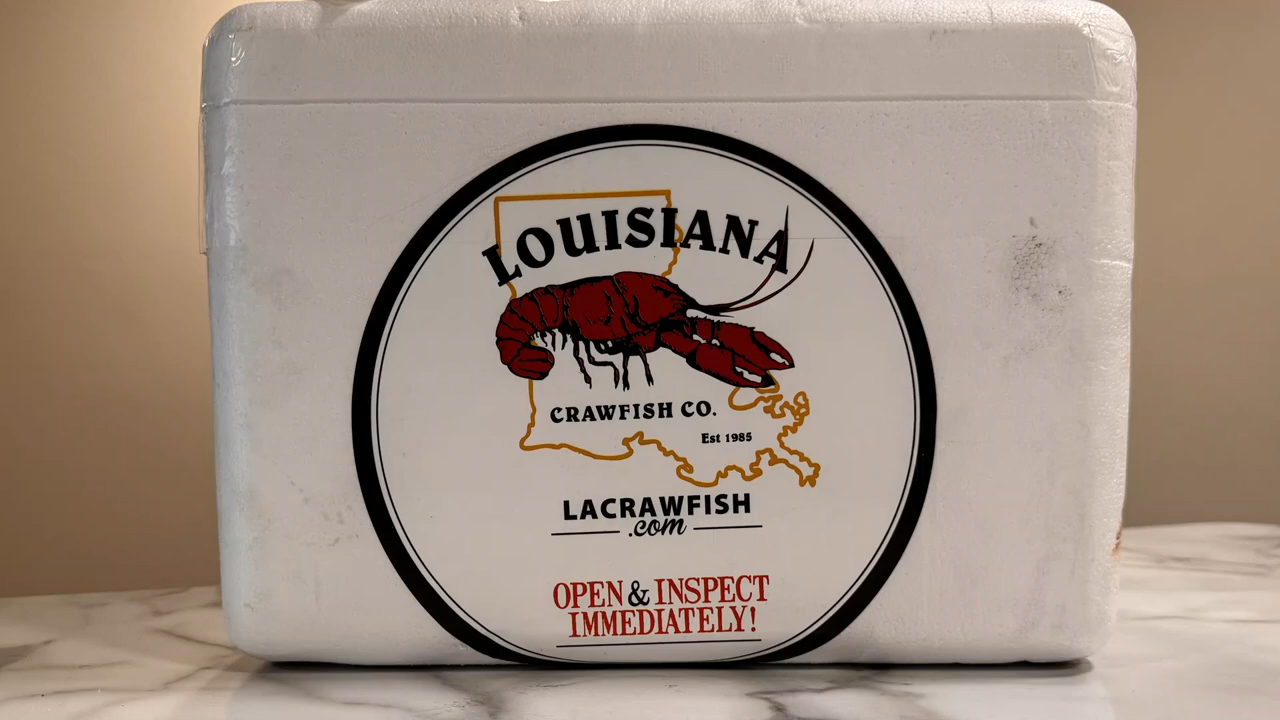 LOUISIANA
CRAWFISH CO.
Est 1985
LACRAWFISH
.com
OPEN & INSPECT
IMMEDIATELY!